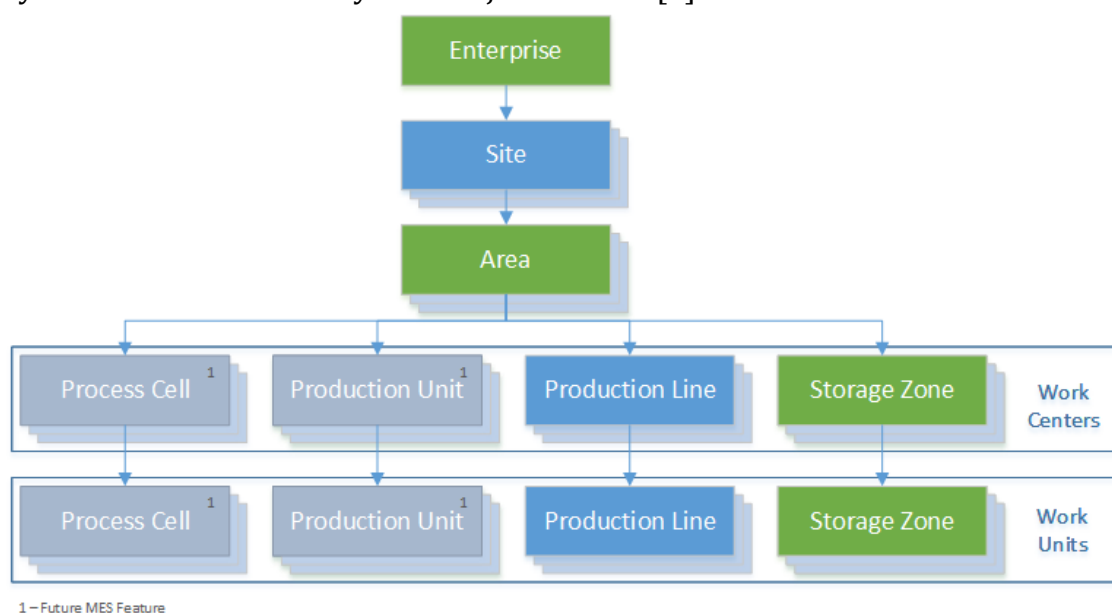 Enterprise
Site
Area
Process Cell 1
Production Unit 1
Production Line
Storage Zone
Work
Centers
Process Cell 1
Production Unit 1
Production Line
Storage Zone
Work
Units
1 – Future MES Feature